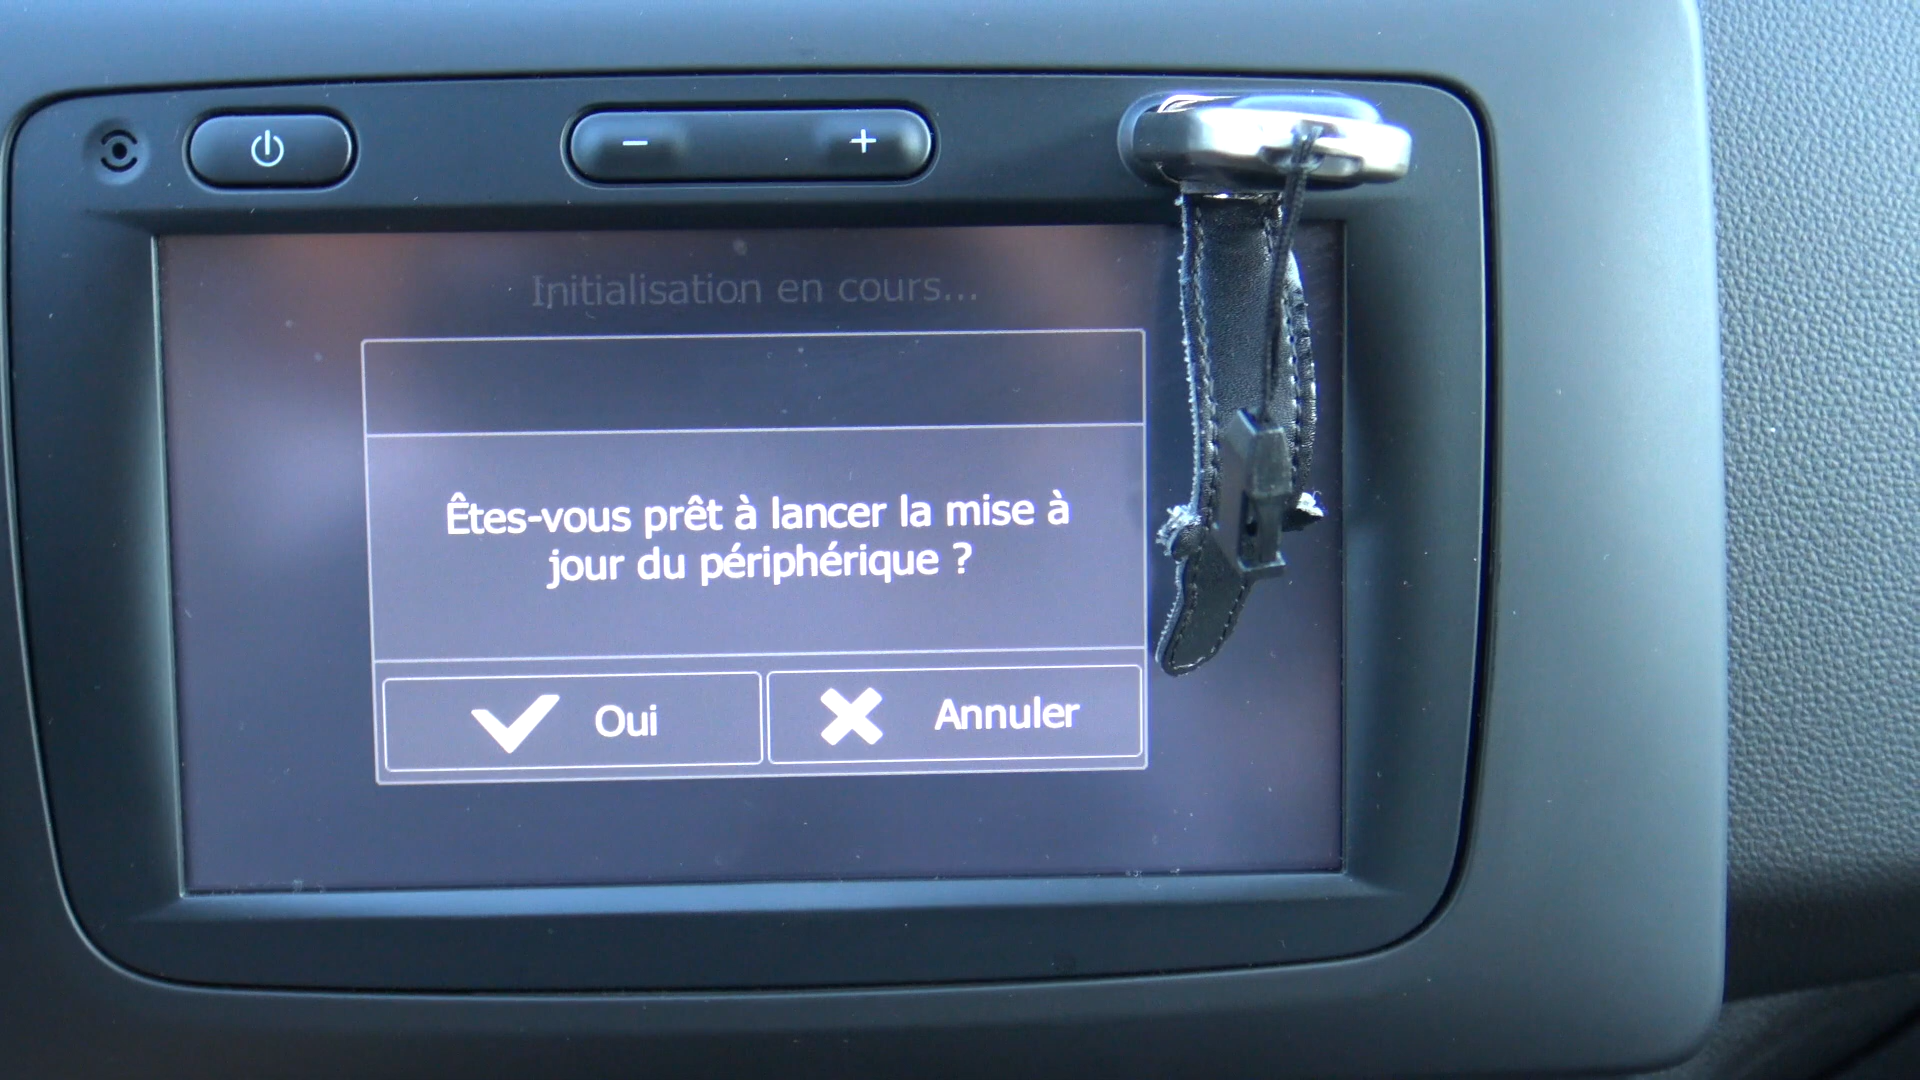 Initialisation en cours...
Êtes-vous prêt à lancer la mise à
jour du périphérique ?
Oui
Annuler